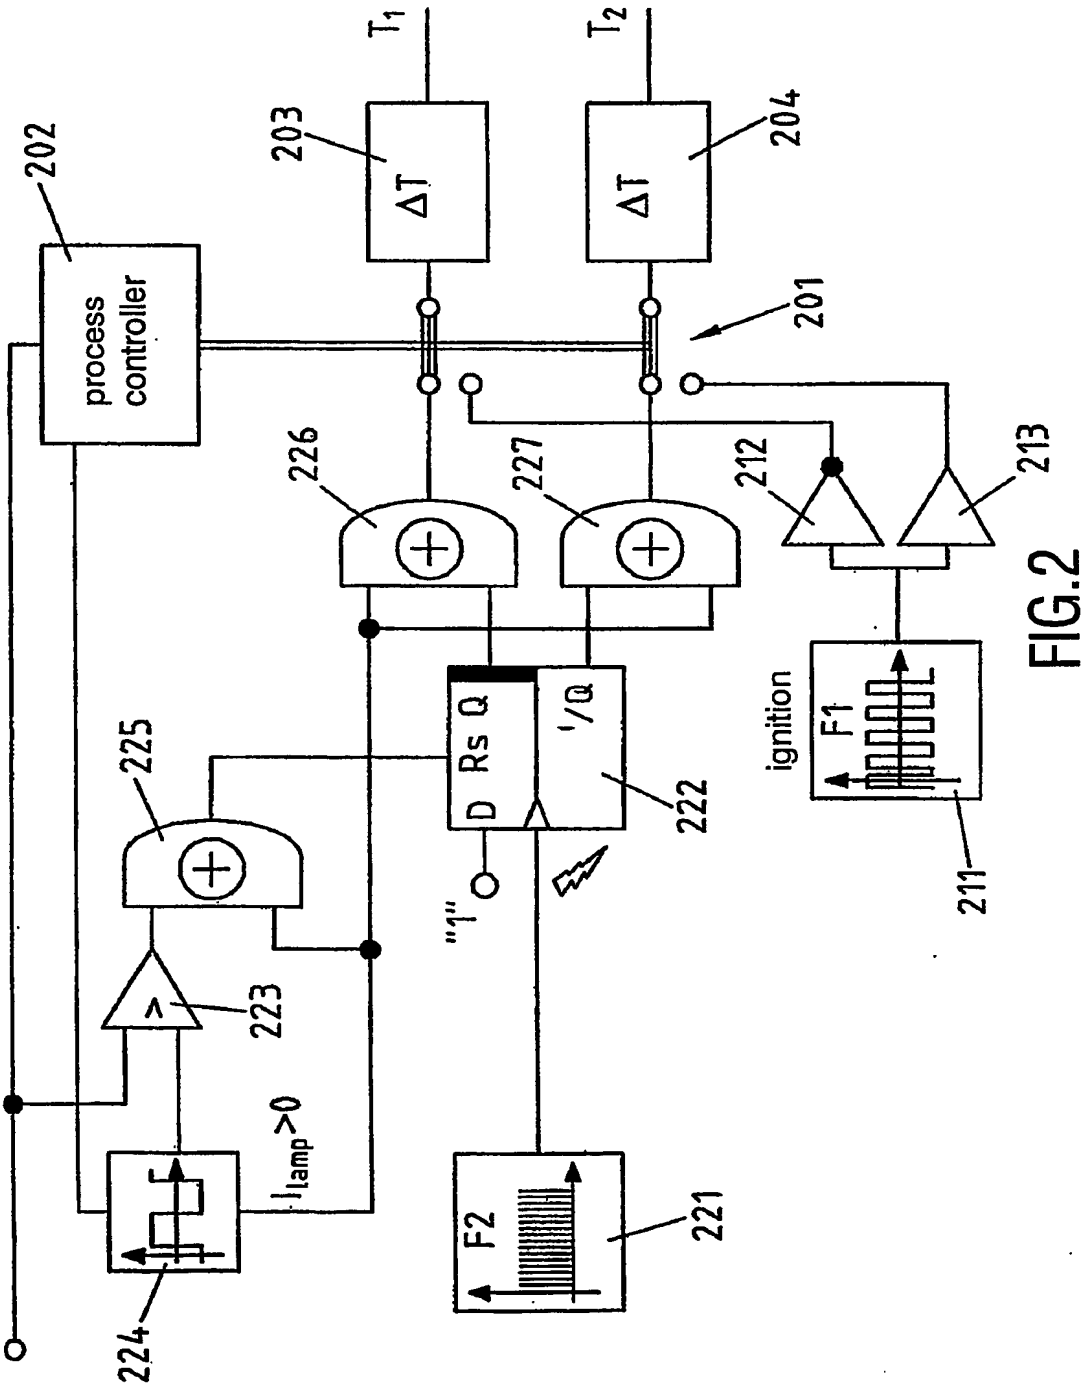 202
process
controller
203
ΔT
T1
204
ΔT
T2
201
226
227
225
223
>
224
I lamp>0
"1"
D Rs Q
'/Q
222
F2
221
212
213
ignition
F1
211
FIG.2